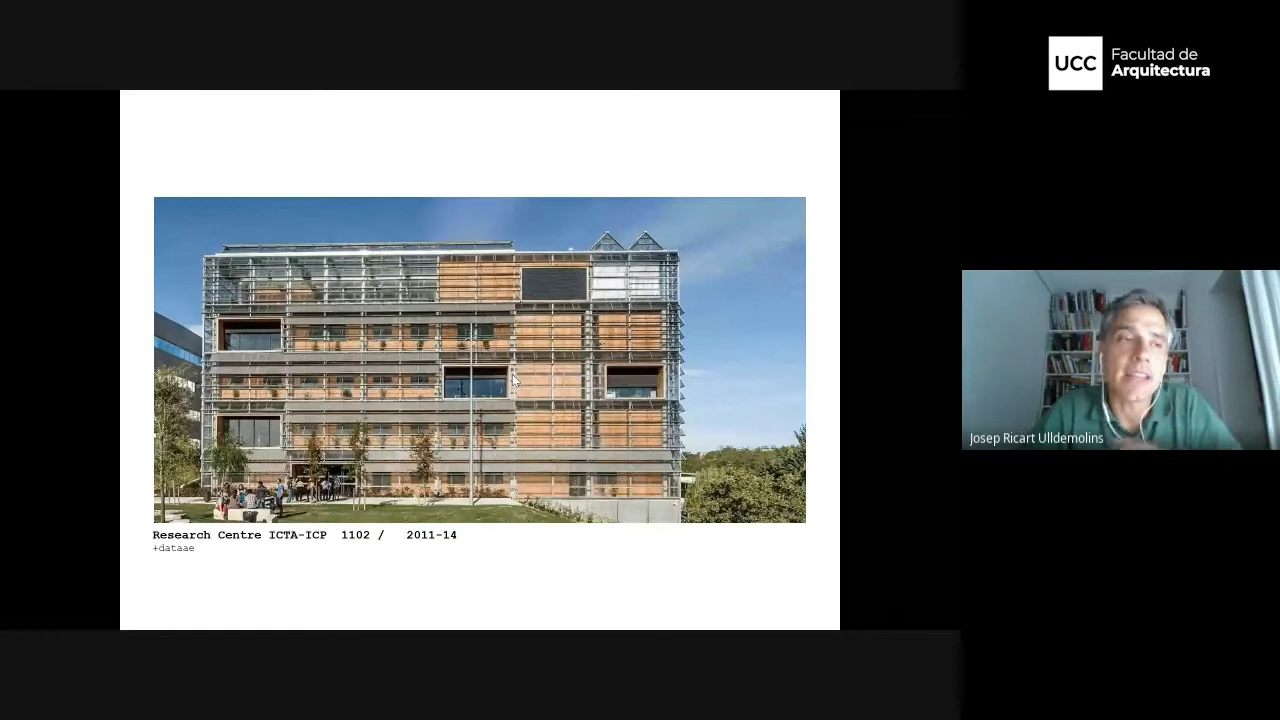 UCC
Facultad de
Arquitectura
Research Centre ICTA-ICP 1102 / 2011-14
+dataae
Josep Ricart Ulldemolins